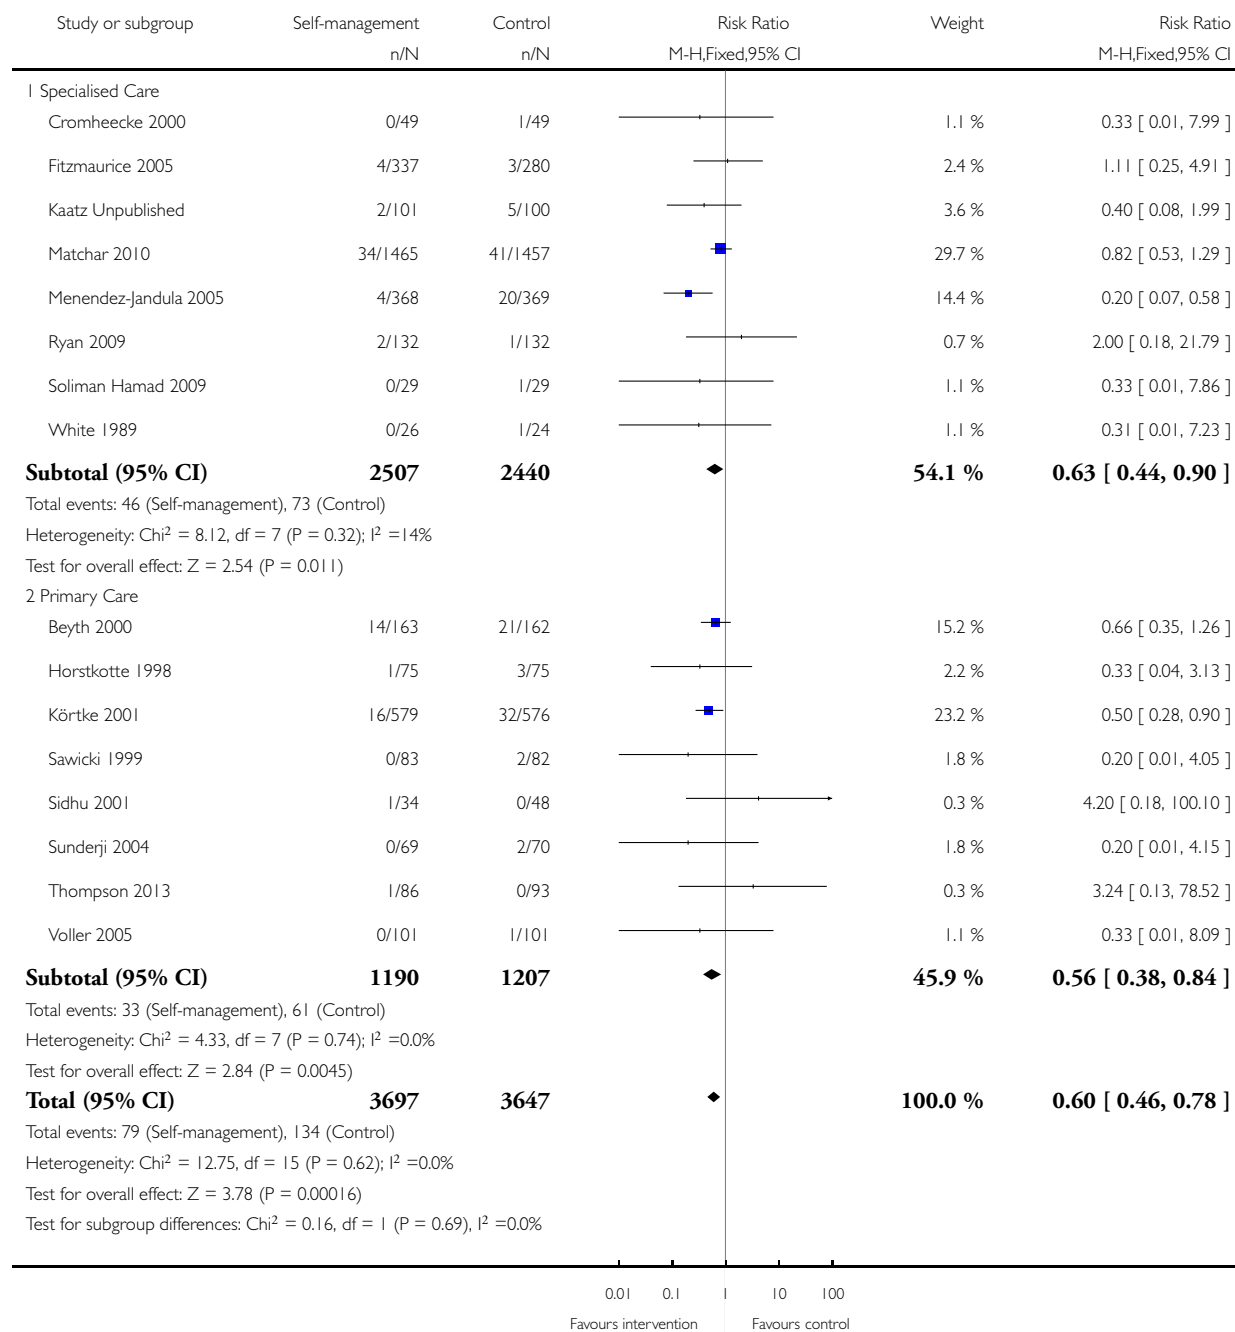 Study or subgroup Self-management Control Risk Ratio Weight Risk Ratio
n/N n/N M-H,Fixed,95% CI M-H,Fixed,95% CI
1 Specialised Care
Cromheecke 2000 0/49 1/49 1.1 % 0.33 [ 0.01, 7.99 ]
Fitzmaurice 2005 4/337 3/280 2.4 % 1.11 [ 0.25, 4.91 ]
Kaatz Unpublished 2/101 5/100 3.6 % 0.40 [ 0.08, 1.99 ]
Matchar 2010 34/1465 41/1457 29.7 % 0.82 [ 0.53, 1.29 ]
Menendez-Jandula 2005 4/368 20/369 14.4 % 0.20 [ 0.07, 0.58 ]
Ryan 2009 2/132 1/132 0.7 % 2.00 [ 0.18, 21.79 ]
Soliman Hamad 2009 0/29 1/29 1.1 % 0.33 [ 0.01, 7.86 ]
White 1989 0/26 1/24 1.1 % 0.31 [ 0.01, 7.23 ]
Subtotal (95% CI) 2507 2440 54.1 % 0.63 [ 0.44, 0.90 ]
Total events: 46 (Self-management), 73 (Control)
Heterogeneity: Chi² = 8.12, df = 7 (P = 0.32); I² =14%
Test for overall effect: Z = 2.54 (P = 0.011)
2 Primary Care
Beyth 2000 14/163 21/162 15.2 % 0.66 [ 0.35, 1.26 ]
Horstkotte 1998 1/75 3/75 2.2 % 0.33 [ 0.04, 3.13 ]
Körtke 2001 16/579 32/576 23.2 % 0.50 [ 0.28, 0.90 ]
Sawicki 1999 0/83 2/82 1.8 % 0.20 [ 0.01, 4.05 ]
Sidhu 2001 1/34 0/48 0.3 % 4.20 [ 0.18, 100.10 ]
Sunderji 2004 0/69 2/70 1.8 % 0.20 [ 0.01, 4.15 ]
Thompson 2013 1/86 0/93 0.3 % 3.24 [ 0.13, 78.52 ]
Voller 2005 0/101 1/101 1.1 % 0.33 [ 0.01, 8.09 ]
Subtotal (95% CI) 1190 1207 45.9 % 0.56 [ 0.38, 0.84 ]
Total events: 33 (Self-management), 61 (Control)
Heterogeneity: Chi² = 4.33, df = 7 (P = 0.74); I² =0.0%
Test for overall effect: Z = 2.84 (P = 0.0045)
Total (95% CI) 3697 3647 100.0 % 0.60 [ 0.46, 0.78 ]
Total events: 79 (Self-management), 134 (Control)
Heterogeneity: Chi² = 12.75, df = 15 (P = 0.62); I² =0.0%
Test for overall effect: Z = 3.78 (P = 0.00016)
Test for subgroup differences: Chi² = 0.16, df = 1 (P = 0.69), I² =0.0%
0.01 0.1 1 10 100
Favours intervention Favours control